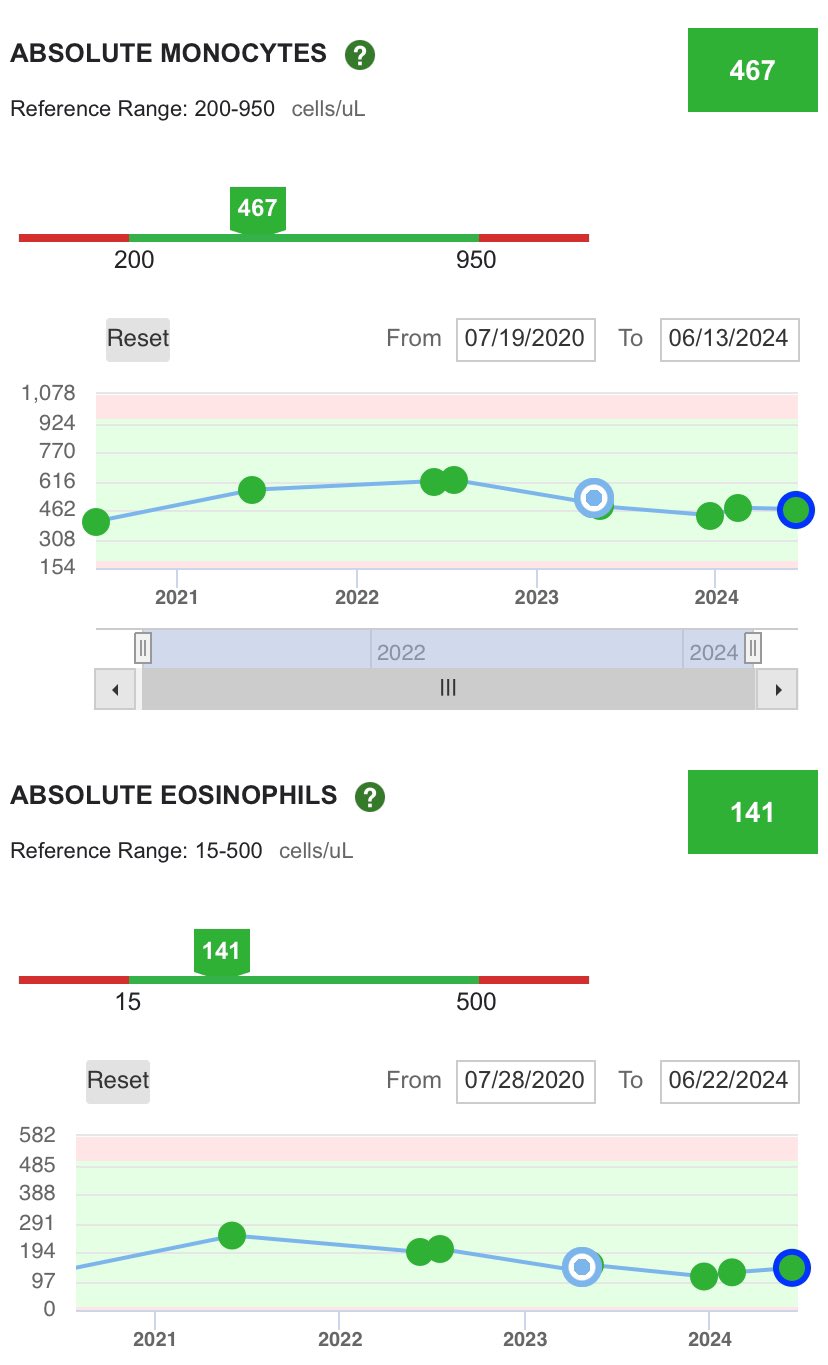 ABSOLUTE MONOCYTES ?
467
Reference Range: 200-950 cells/uL
467
200 950
Reset From 07/19/2020 To 06/13/2024
1,078
924
770
616
462
308
154
2021 2022 2023 2024
2022 2024
ABSOLUTE EOSINOPHILS ?
141
Reference Range: 15-500 cells/uL
141
15 500
Reset From 07/28/2020 To 06/22/2024
582
485
388
291
194
97
0
2021 2022 2023 2024